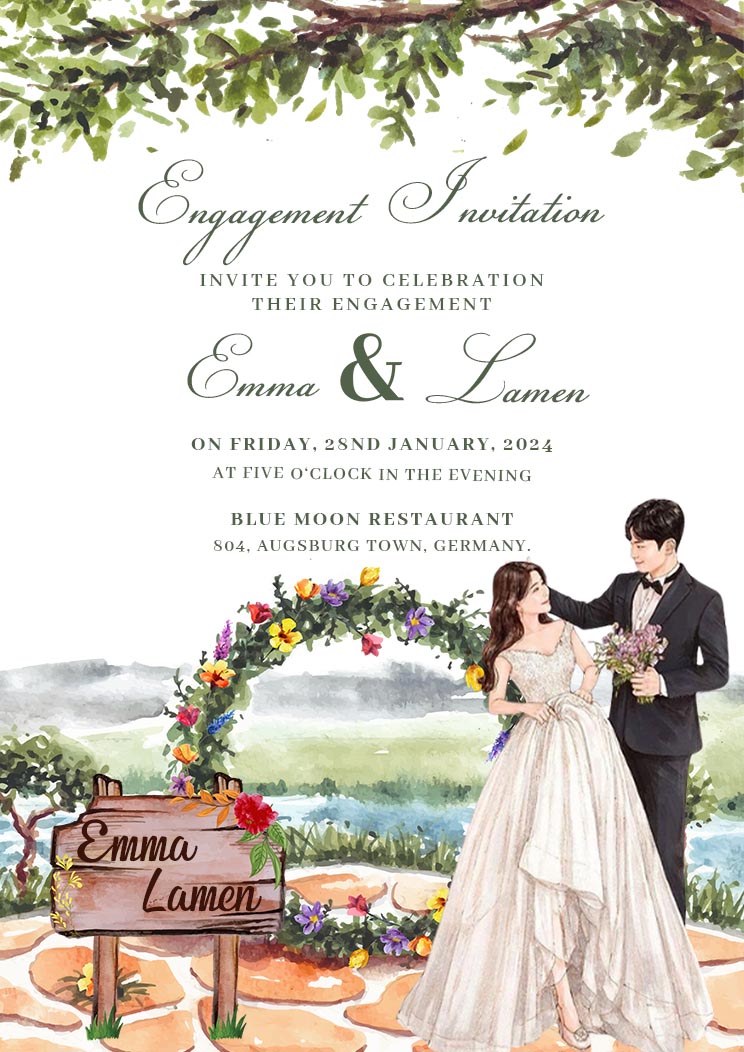 Engagement Invitation
INVITE YOU TO CELEBRATION
THEIR ENGAGEMENT
Emma & Lamen
ON FRIDAY, 28ND JANUARY, 2024
AT FIVE O'CLOCK IN THE EVENING
BLUE MOON RESTAURANT
804, AUGSBURG TOWN, GERMANY.
Emma
Lamen